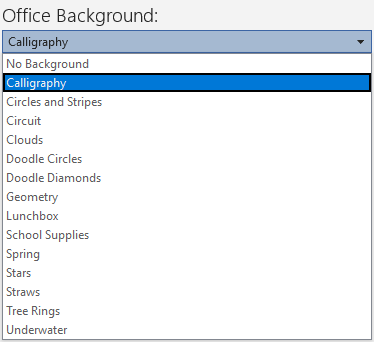 Office Background:
Calligraphy
No Background
Calligraphy
Circles and Stripes
Circuit
Clouds
Doodle Circles
Doodle Diamonds
Geometry
Lunchbox
School Supplies
Spring
Stars
Straws
Tree Rings
Underwater